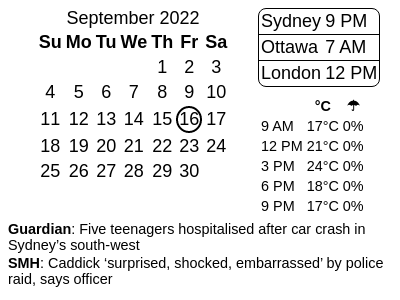 September 2022
Su Mo Tu We Th Fr Sa
1 2 3
4 5 6 7 8 9 10
11 12 13 14 15 16 17
18 19 20 21 22 23 24
25 26 27 28 29 30
Sydney 9 PM
Ottawa 7 AM
London 12 PM
°C ☂
9 AM 17°C 0%
12 PM 21°C 0%
3 PM 24°C 0%
6 PM 18°C 0%
9 PM 17°C 0%
Guardian: Five teenagers hospitalised after car crash in
Sydney’s south-west
SMH: Caddick ‘surprised, shocked, embarrassed’ by police
raid, says officer